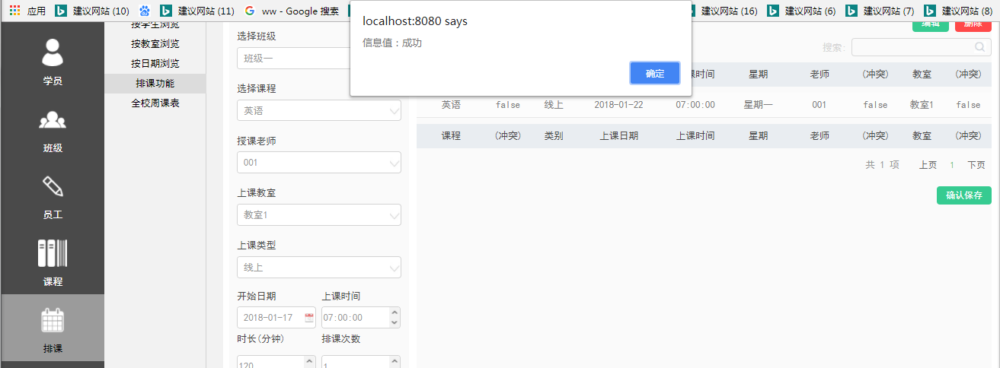 应用 建议网站 (10) 建议网站 (11) ww - Google 搜索 建议网站 (16) 建议网站 (6) 建议网站 (7) 建议网站 (8)
localhost:8080 says
信息值：成功
确定
学员
班级
员工
课程
排课
按学生浏览
按教室浏览
按日期浏览
排课功能
全校周课表
选择班级
班级一
选择课程
英语
授课老师
001
上课教室
教室1
上课类型
线上
开始日期 上课时间
2018-01-17 07:00:00
时长(分钟) 排课次数
120 1
编辑 删除
搜索:
课时间 星期 老师 (冲突) 教室 (冲突)
英语 false 线上 2018-01-22 07:00:00 星期一 001 false 教室1 false
课程 (冲突) 类别 上课日期 上课时间 星期 老师 (冲突) 教室 (冲突)
共 1 项 上页 1 下页
确认保存